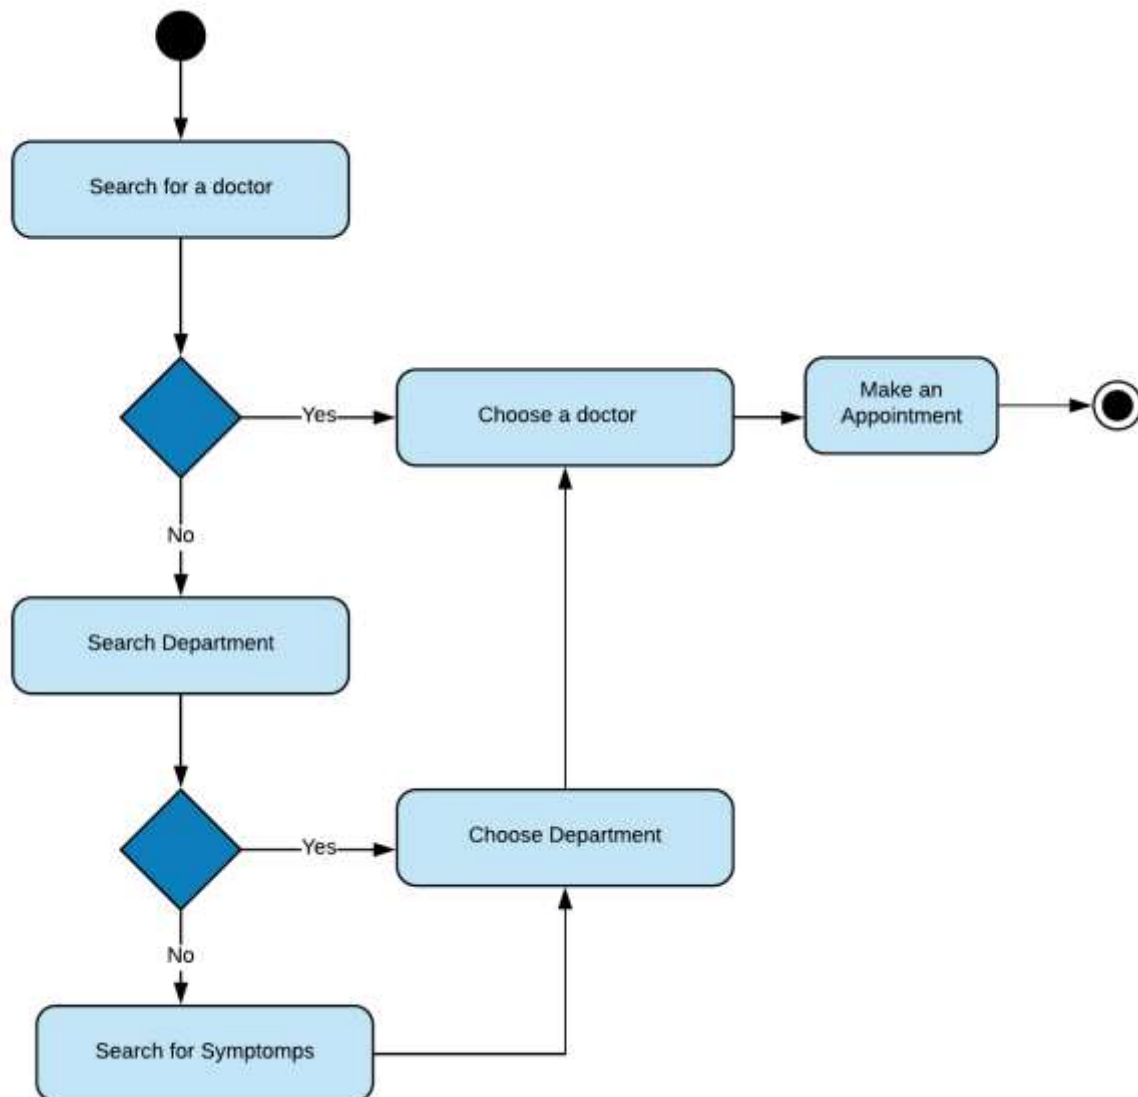 Search for a doctor
Yes
Choose a doctor
Make an
Appointment
No
Search Department
Yes
Choose Department
No
Search for Symptomps